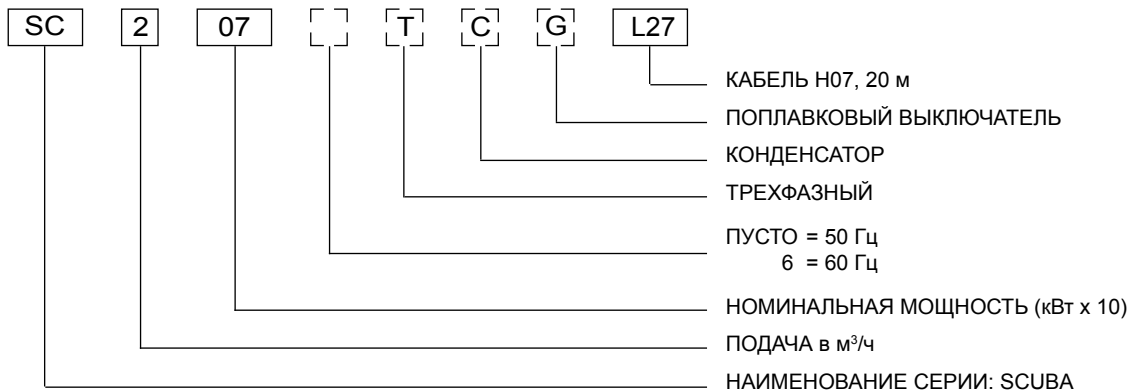 SC 2 07 T C G L27
КАБЕЛЬ H07, 20 м
ПОПЛАВКОВЫЙ ВЫКЛЮЧАТЕЛЬ
КОНДЕНСАТОР
ТРЕХФАЗНЫЙ
ПУСТО = 50 Гц
6 = 60 Гц
НОМИНАЛЬНАЯ МОЩНОСТЬ (кВт x 10)
ПОДАЧА в м³/ч
НАИМЕНОВАНИЕ СЕРИИ: SCUBA